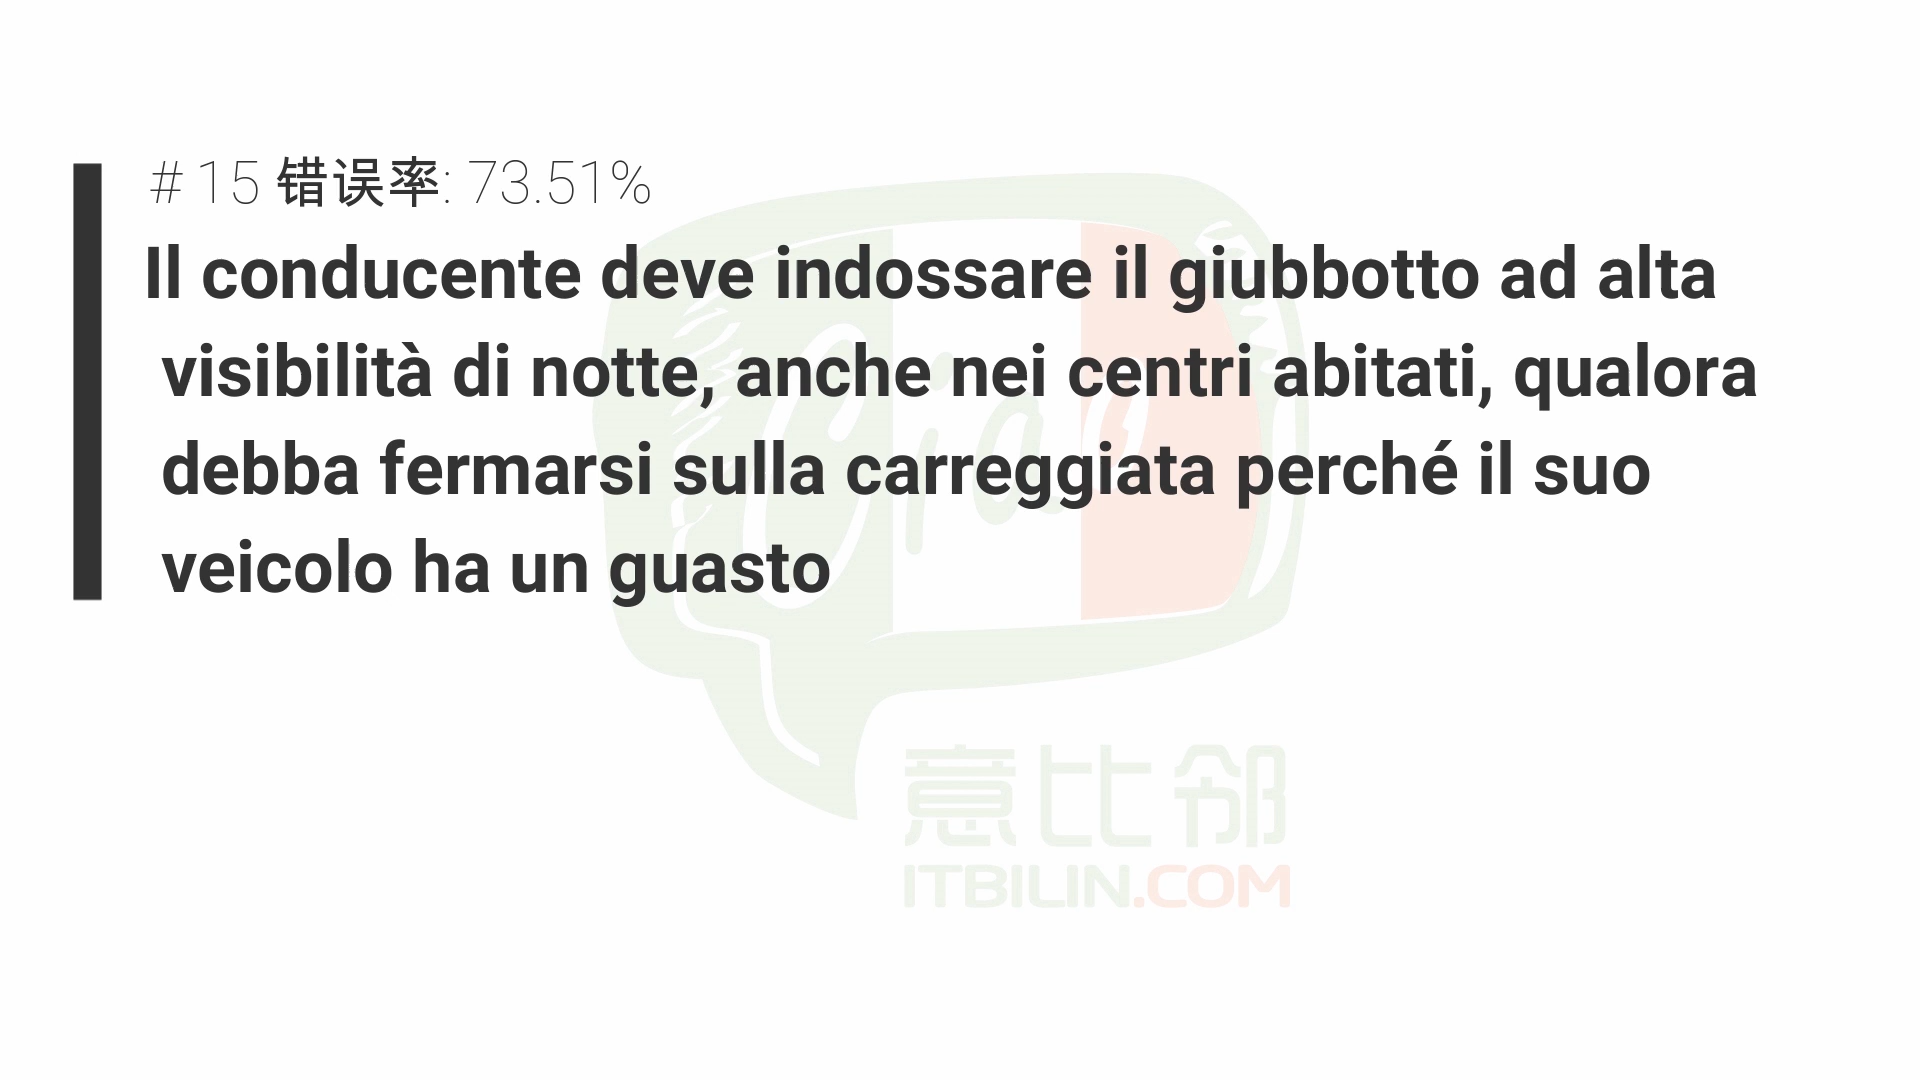 # 15 错误率: 73.51%
Il conducente deve indossare il giubbotto ad alta
visibilità di notte, anche nei centri abitati, qualora
debba fermarsi sulla carreggiata perché il suo
veicolo ha un guasto
Ciao
意比邻
ITBILIN.COM